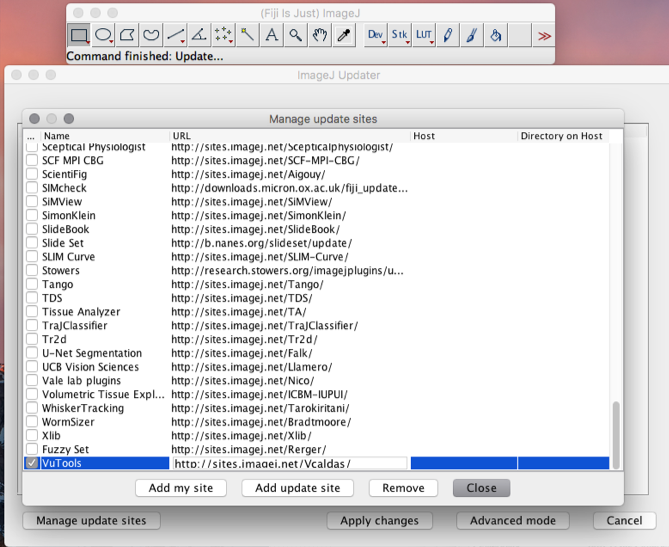 (Fiji Is Just) ImageJ
Dev Stk LUT >>
Command finished: Update...
ImageJ Updater
Manage update sites
... Name URL Host Directory on Host
Sceptical Physiologist http://sites.imagej.net/Scepticalphysiologist/
SCF MPI CBG http://sites.imagej.net/SCF-MPI-CBG/
ScientiFig http://sites.imagej.net/Aigouy/
SIMcheck http://downloads.micron.ox.ac.uk/fiji_update...
SiMView http://sites.imagej.net/SiMView/
SimonKlein http://sites.imagej.net/SimonKlein/
SlideBook http://sites.imagej.net/SlideBook/
Slide Set http://b.nanes.org/slideset/update/
SLIM Curve http://sites.imagej.net/SLIM-Curve/
Stowers http://research.stowers.org/imagejplugins/u...
Tango http://sites.imagej.net/Tango/
TDS http://sites.imagej.net/TDS/
Tissue Analyzer http://sites.imagej.net/TA/
TraJClassifier http://sites.imagej.net/TraJClassifier/
Tr2d http://sites.imagej.net/Tr2d/
U-Net Segmentation http://sites.imagej.net/Falk/
UCB Vision Sciences http://sites.imagej.net/Llamero/
Vale lab plugins http://sites.imagej.net/Nico/
Volumetric Tissue Expl... http://sites.imagej.net/ICBM-IUPUI/
WhiskerTracking http://sites.imagej.net/Tarokiritani/
WormSizer http://sites.imagej.net/Bradtmoore/
Xlib http://sites.imagej.net/Xlib/
Fuzzy Set http://sites.imagej.net/Rerger/
VuTools http://sites.imagej.net/Vcaldas/
Add my site Add update site Remove Close
Manage update sites Apply changes Advanced mode Cancel